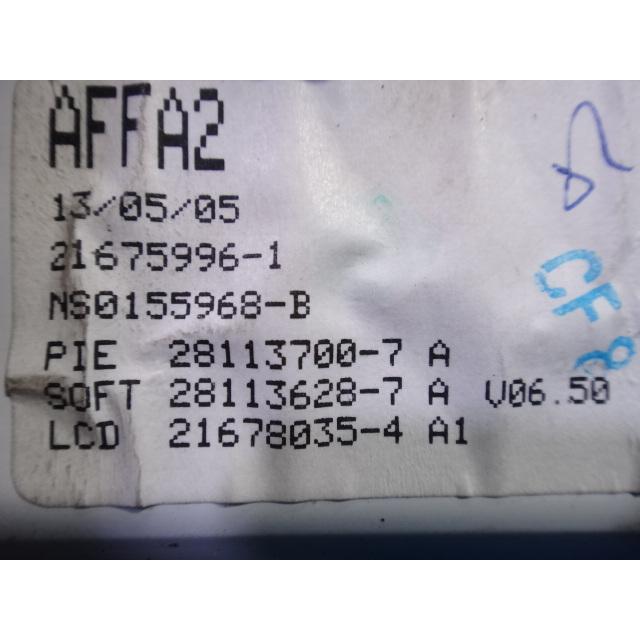 AFFA2
13/05/05
21675996-1
NS0155968-B
PIE 28113700-7 A
SOFT 28113628-7 A V06.50
LCD 21678035-4 A1
CF8